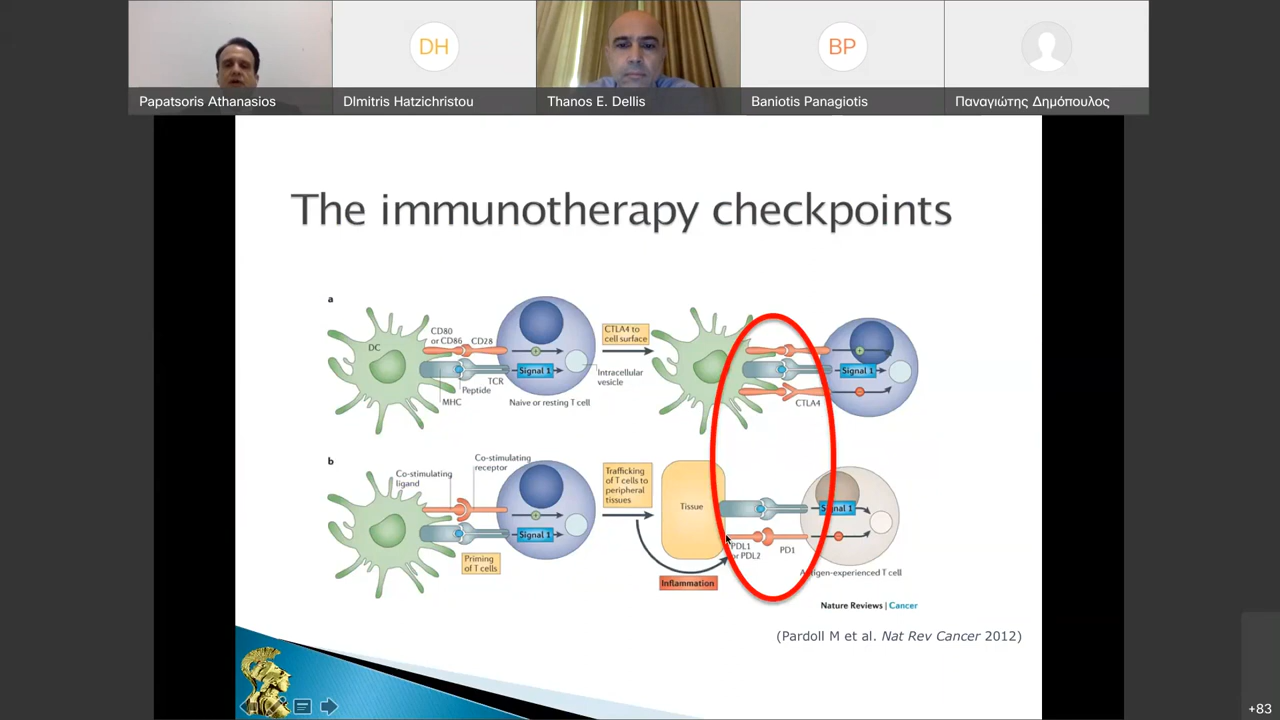 DH
BP
Papatsoris Athanasios
DImitris Hatzichristou
Thanos E. Dellis
Baniotis Panagiotis
Παναγιώτης Δημόπουλος
The immunotherapy checkpoints
a
DC
CD80
or CD86
CD28
TCR
Peptide
MHC
Signal 1
Naive or resting T cell
Intracellular
vesicle
CTLA4 to
cell surface
CTLA4
Signal 1
b
Co-stimulating
ligand
Co-stimulating
receptor
Signal 1
Priming
of T cells
Trafficking
of T cells to
peripheral
tissues
Inflammation
Tissue
PDL1
or PDL2
PD1
Signal 1
Antigen-experienced T cell
Nature Reviews | Cancer
(Pardoll M et al. Nat Rev Cancer 2012)
+83